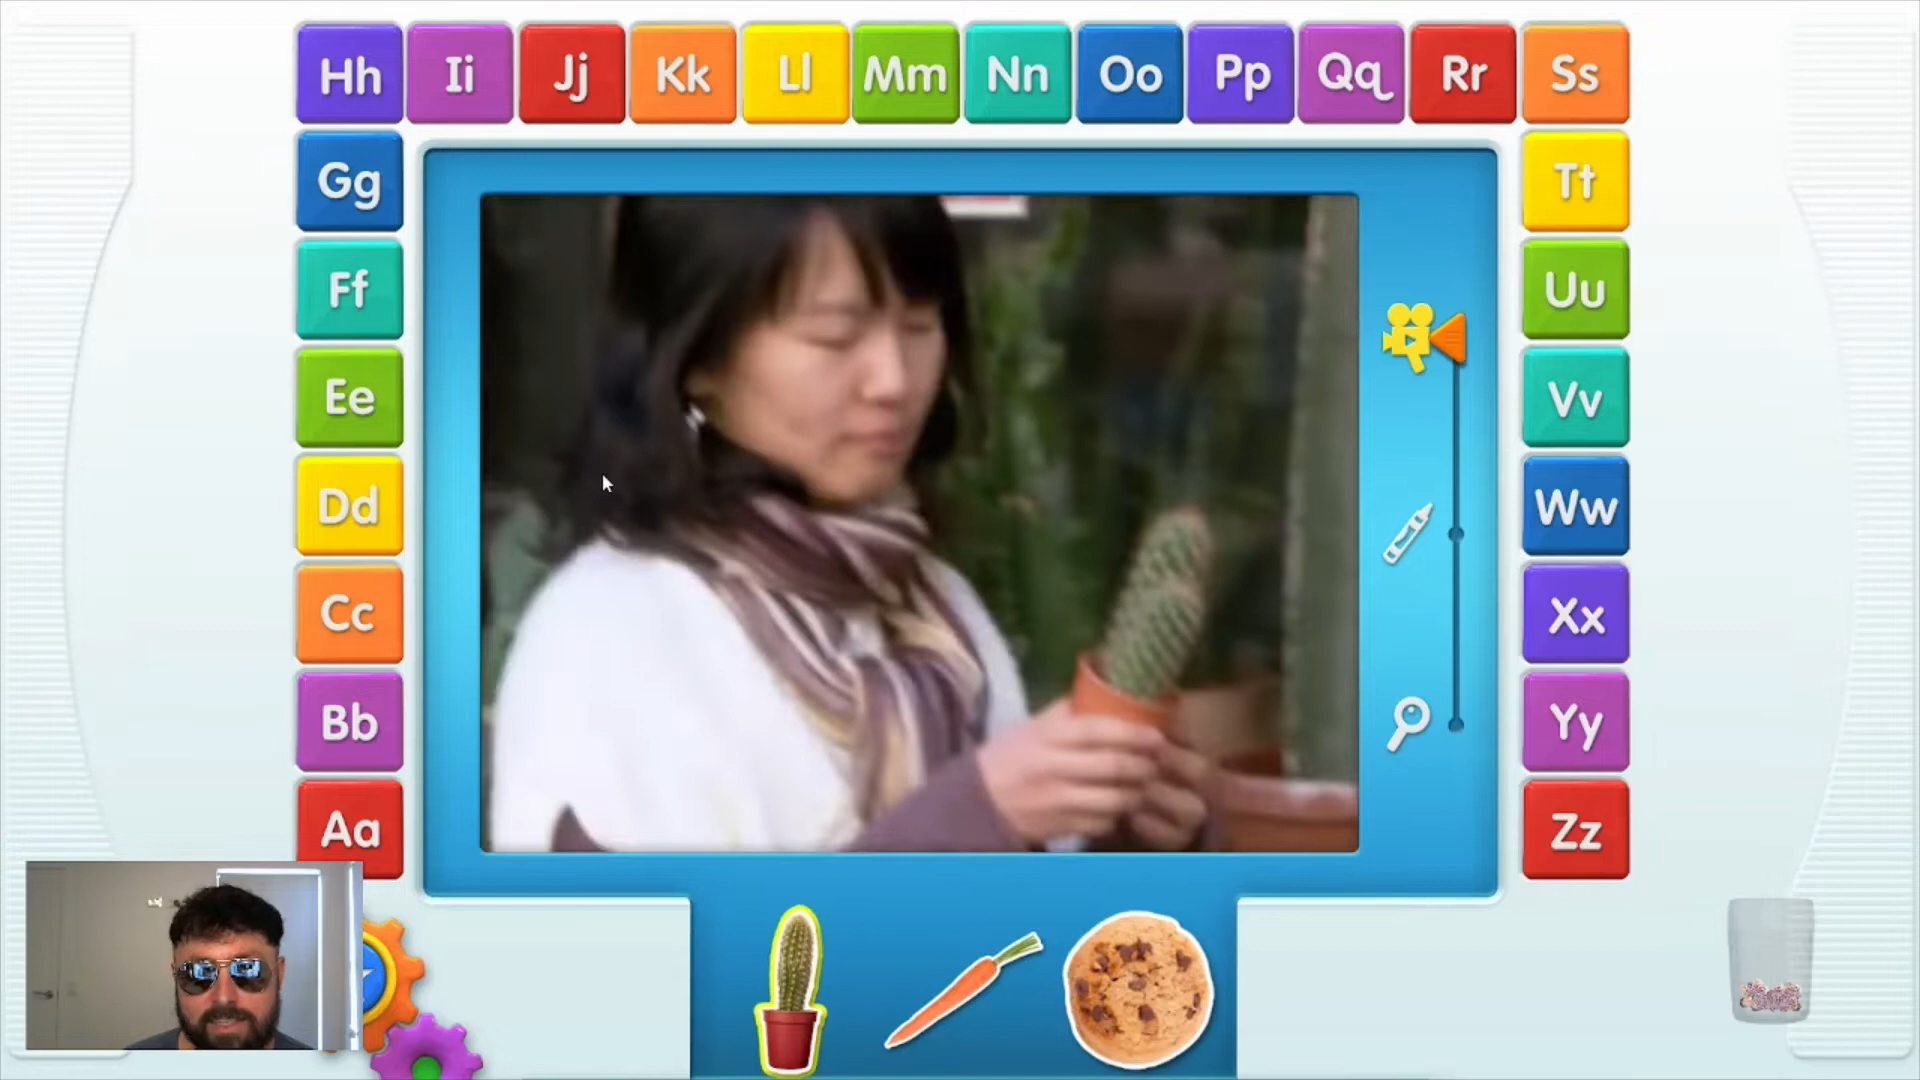 Hh Ii Jj Kk Ll Mm Nn Oo Pp Qq Rr Ss
Gg Tt
Ff Uu
Ee Vv
Dd Ww
Cc Xx
Bb Yy
Aa Zz